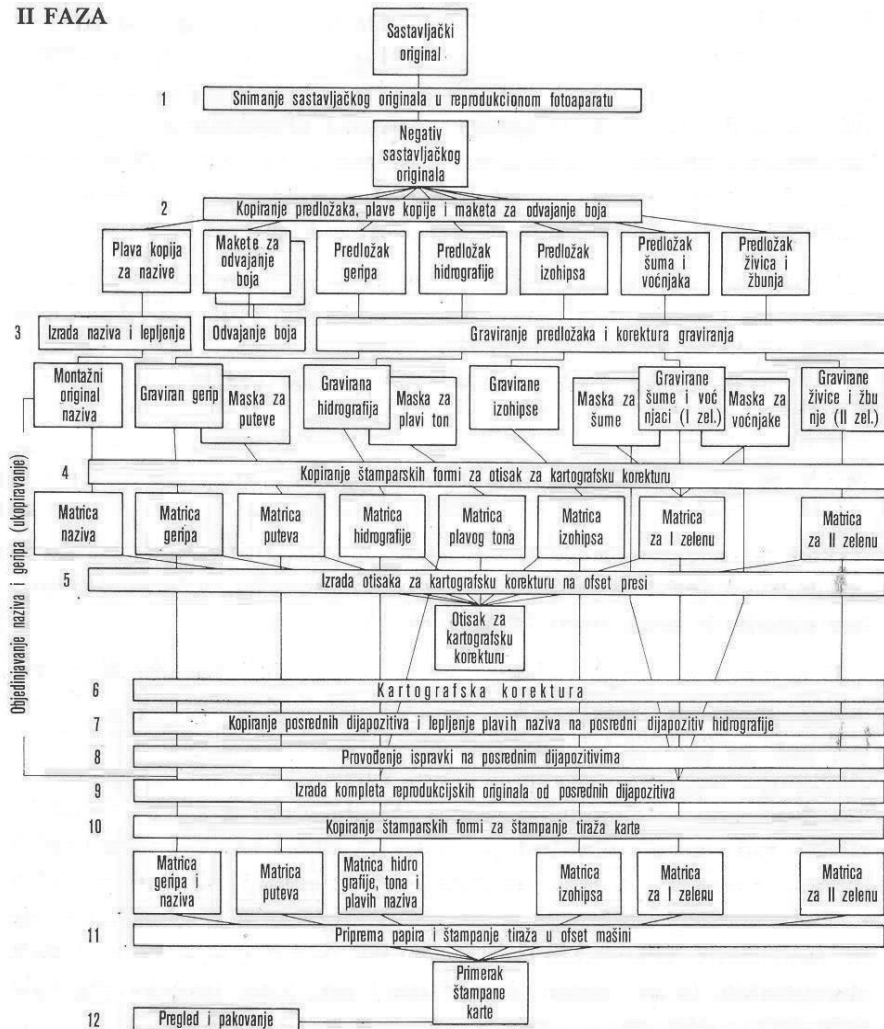 II FAZA
Sastavljački
original
1
Snimanje sastavljačkog originala u reprodukcionom fotoaparatu
Negativ
sastavljačkog
originala
2
Kopiranje predložaka, plave kopije i maketa za odvajanje boja
Plava kopija
za nazive
Makete za
odvajanje
boja
Predložak
geripa
Predložak
hidrografije
Predložak
izohipsa
Predložak
šuma i
voćnjaka
Predložak
živica i
žbunja
3
Izrada naziva i lepljenje
Odvajanje boja
Graviranje predložaka i korektura graviranja
Montažni
original
naziva
Graviran gerip
Maska za
puteve
Gravirana
hidrografija
Maska za
plavi ton
Gravirane
izohipse
Maska za
šume
Gravirane
šume i voć
njaci (I zel.)
Maska za
voćnjake
Gravirane
živice i žbu
nje (II zel.)
4
Kopiranje štamparskih formi za otisak za kartografsku korekturu
Matrica
naziva
Matrica
geripa
Matrica
puteva
Matrica
hidrografije
Matrica
plavog tona
Matrica
izohipsa
Matrica
za I zelenu
Matrica
za II zelenu
5
Izrada otisaka za kartografsku korekturu na ofset presi
Otisak za
kartografsku
korekturu
Objedinjavanje naziva i geripa (ukopiravanje)
6
Kartografska korektura
7
Kopiranje posrednih dijapozitiva i lepljenje plavih naziva na posredni dijapozitiv hidrografije
8
Provođenje ispravki na posrednim dijapozitivima
9
Izrada kompleta reprodukcijskih originala od posrednih dijapozitiva
10
Kopiranje štamparskih formi za štampanje tiraža karte
Matrica
geripa i
naziva
Matrica
puteva
Matrica hidro
grafije, tona i
plavih naziva
Matrica
izohipsa
Matrica
za I zelenu
Matrica
za II zelenu
11
Priprema papira i štampanje tiraža u ofset mašini
Primerak
štampane
karte
12
Pregled i pakovanje